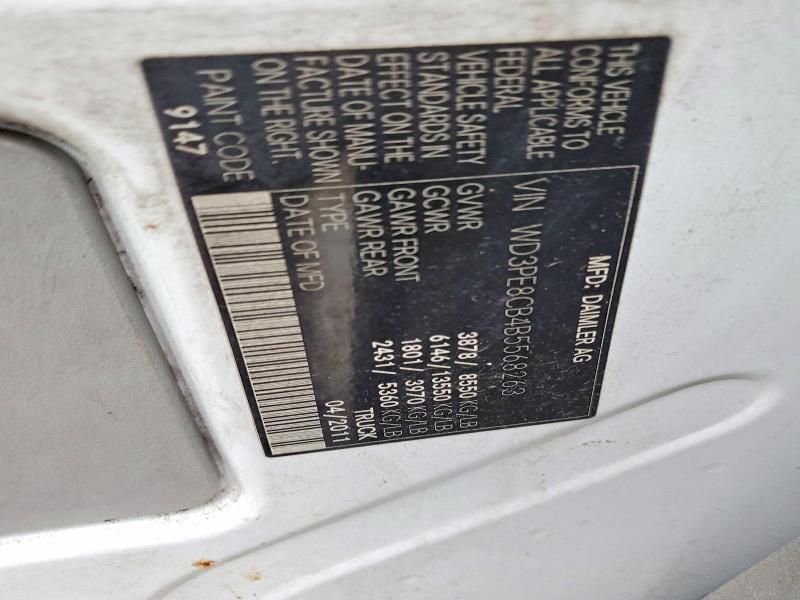 MFD: DAIMLER AG
VIN WD3PE8CB4B5568263
THIS VEHICLE
CONFORMS TO
ALL APPLICABLE
FEDERAL
VEHICLE SAFETY
STANDARDS IN
EFFECT ON THE
DATE OF MANU
FACTURE SHOWN
ON THE RIGHT.
PAINT CODE
9147
GVWR 3878 / 8550 KG/LB
GCWR 6146 / 13550 KG/LB
GAWR FRONT 1801 / 3970 KG/LB
GAWR REAR 2431 / 5360 KG/LB
TYPE TRUCK
DATE OF MFD 04/2011